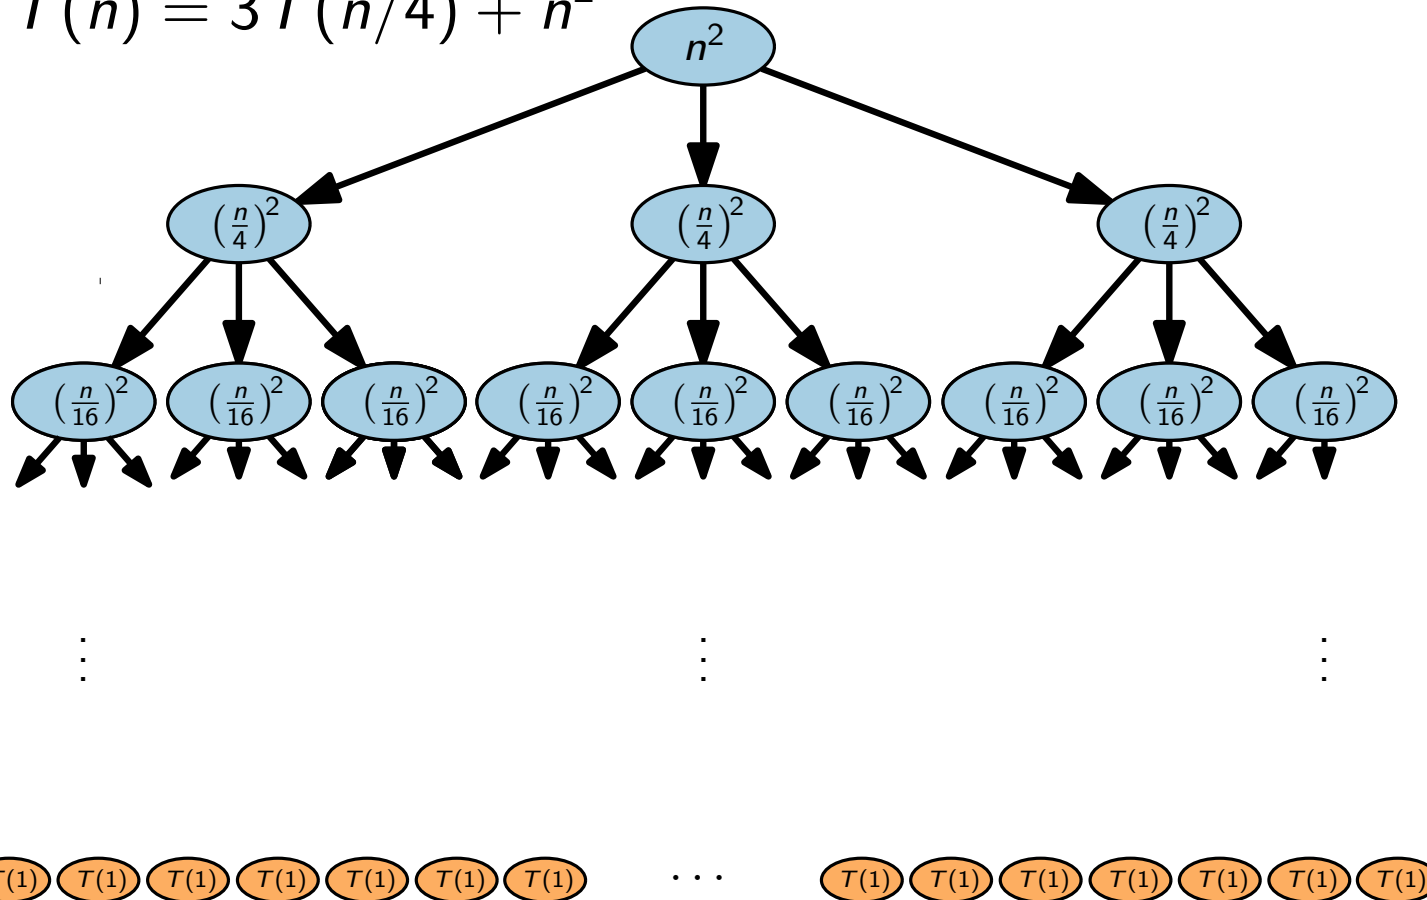 T(n) = 3T(n/4) + n²
n²
(n/4)² (n/4)² (n/4)²
(n/16)² (n/16)² (n/16)² (n/16)² (n/16)² (n/16)² (n/16)² (n/16)² (n/16)²
⋮ ⋮ ⋮
T(1) T(1) T(1) T(1) T(1) T(1) T(1) ··· T(1) T(1) T(1) T(1) T(1) T(1) T(1)